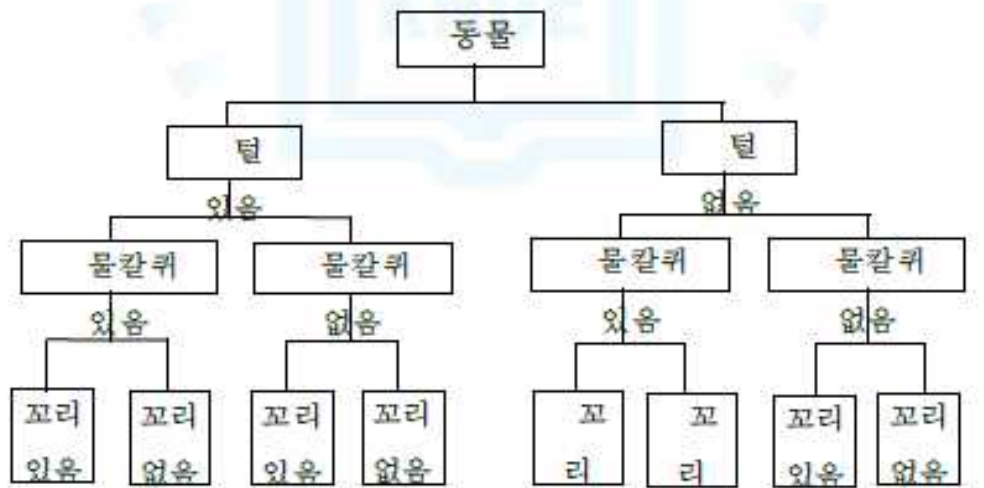 동물
털 털
있음 없음
물칼퀴 물칼퀴 물칼퀴 물칼퀴
있음 없음 있음 없음
꼬리 꼬리 꼬리 꼬리 꼬 꼬 꼬리 꼬리
있음 없음 있음 없음 리 리 있음 없음